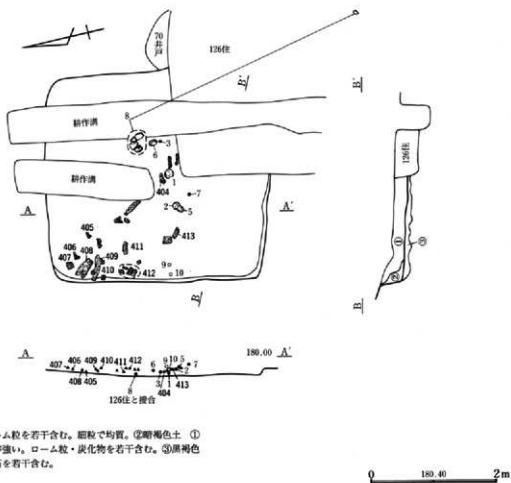 70井戸
126住
B'
B'
耕作溝
8
3
6
126住
404
1
耕作溝
7
2
5
A
A'
405
411
413
①
③
406
408
409
407
410
412
9
10
②
B
B
A
406 409 410 412
10 5
180.00 A'
407
411
6
9
7
2
408 405
8
3 1
413
404
126住と接合
ーム粒を若干含む。細粒で均質。②暗褐色土 ①
強い。ローム粒・炭化物を若干含む。③黒褐色
を若干含む。
0 180.40 2m